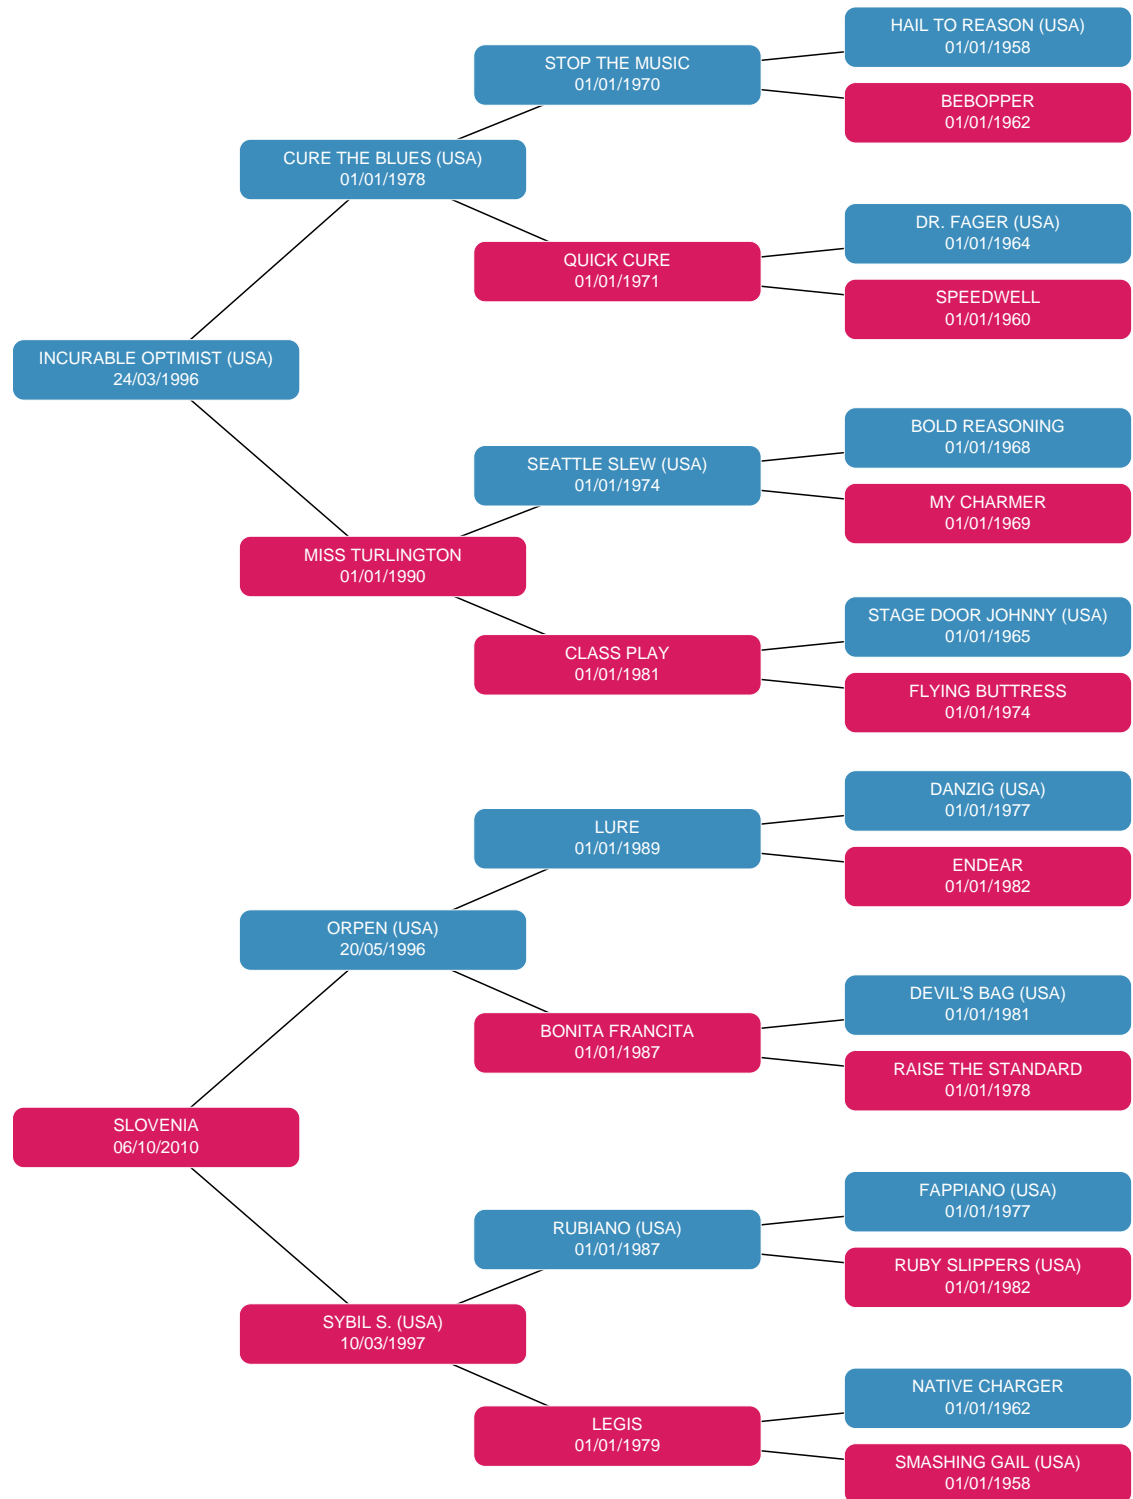 HAIL TO REASON (USA)
01/01/1958
STOP THE MUSIC
01/01/1970
BEBOPPER
01/01/1962
CURE THE BLUES (USA)
01/01/1978
DR. FAGER (USA)
01/01/1964
QUICK CURE
01/01/1971
SPEEDWELL
01/01/1960
INCURABLE OPTIMIST (USA)
24/03/1996
BOLD REASONING
01/01/1968
SEATTLE SLEW (USA)
01/01/1974
MY CHARMER
01/01/1969
MISS TURLINGTON
01/01/1990
STAGE DOOR JOHNNY (USA)
01/01/1965
CLASS PLAY
01/01/1981
FLYING BUTTRESS
01/01/1974
DANZIG (USA)
01/01/1977
LURE
01/01/1989
ENDEAR
01/01/1982
ORPEN (USA)
20/05/1996
DEVIL'S BAG (USA)
01/01/1981
BONITA FRANCITA
01/01/1987
RAISE THE STANDARD
01/01/1978
SLOVENIA
06/10/2010
FAPPIANO (USA)
01/01/1977
RUBIANO (USA)
01/01/1987
RUBY SLIPPERS (USA)
01/01/1982
SYBIL S. (USA)
10/03/1997
NATIVE CHARGER
01/01/1962
LEGIS
01/01/1979
SMASHING GAIL (USA)
01/01/1958